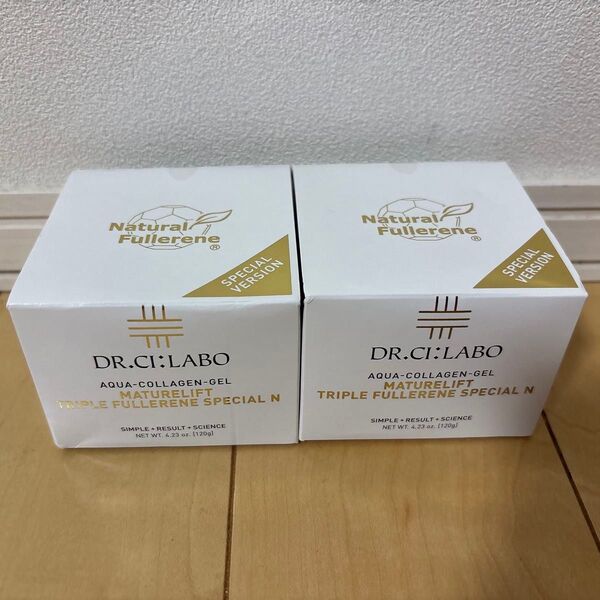 Natural
Fullerene®
SPECIAL
VERSION
DR.CI:LABO
AQUA-COLLAGEN-GEL
MATURELIFT
TRIPLE FULLERENE SPECIAL N
SIMPLE + RESULT + SCIENCE
NET WT. 4.23 oz. [120g]
Natural
Fullerene®
SPECIAL
VERSION
DR.CI:LABO
AQUA-COLLAGEN-GEL
MATURELIFT
TRIPLE FULLERENE SPECIAL N
SIMPLE + RESULT + SCIENCE
NET WT. 4.23 oz. [120g]